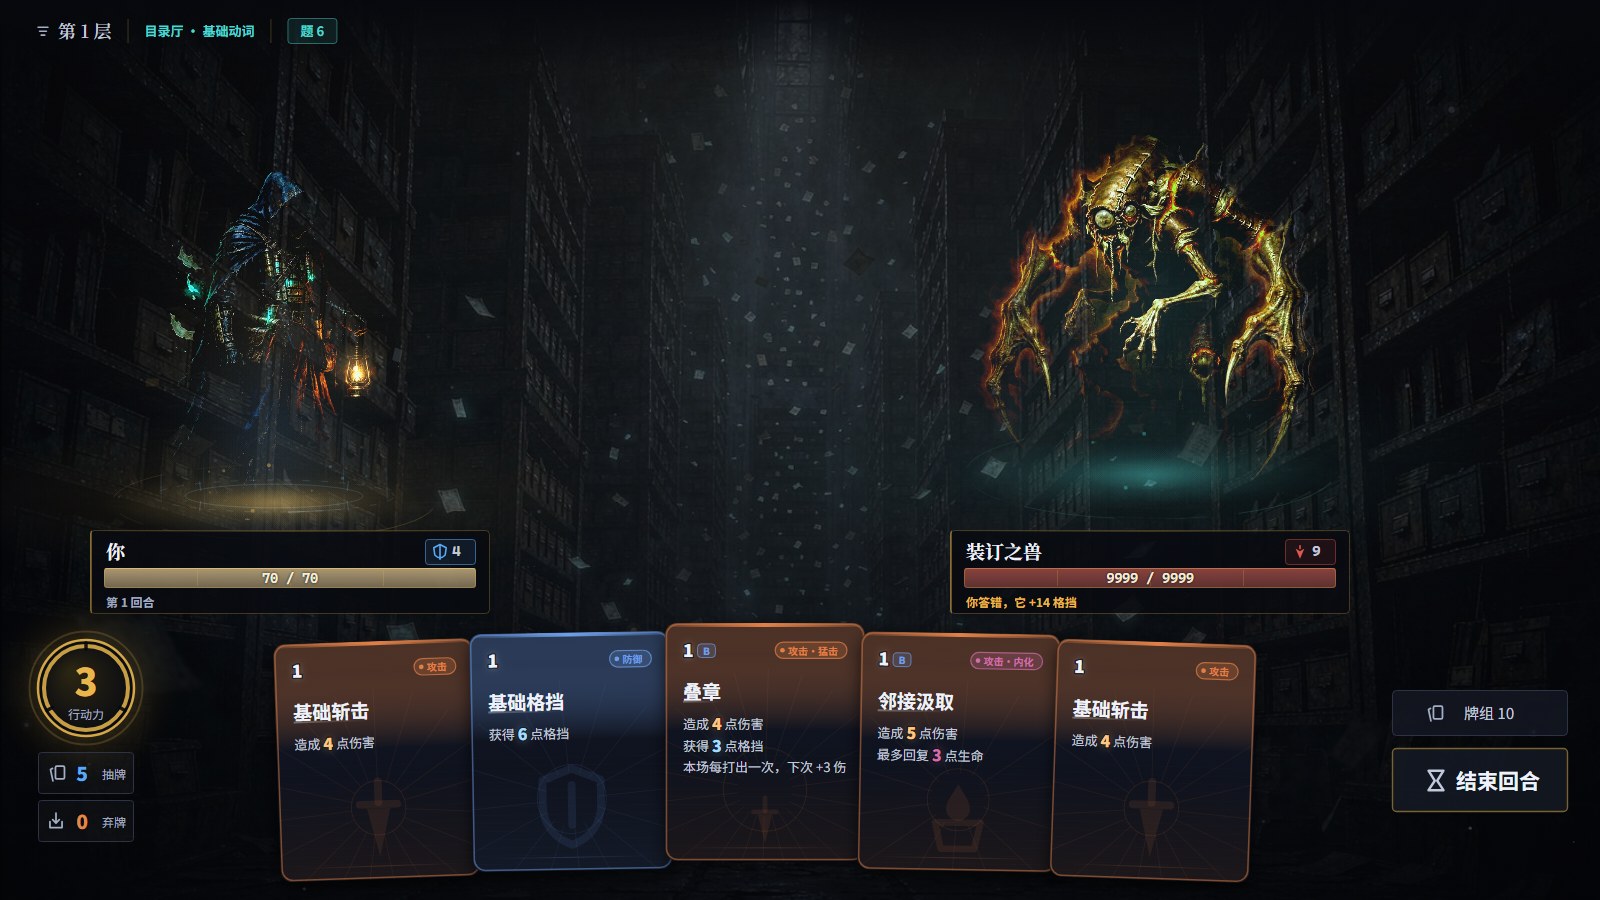 第 1 层
目录厅 · 基础动词
题 6
你
4
70 / 70
第 1 回合
装订之兽
9
9999 / 9999
你答错，它 +14 格挡
3
行动力
5 抽牌
0 弃牌
1
攻击
基础斩击
造成 4 点伤害
1
防御
基础格挡
获得 6 点格挡
1 B
攻击·猛击
叠章
造成 4 点伤害
获得 3 点格挡
本场每打出一次，下次 +3 伤
1 B
攻击·内化
邻接汲取
造成 5 点伤害
最多回复 3 点生命
1
攻击
基础斩击
造成 4 点伤害
牌组 10
结束回合